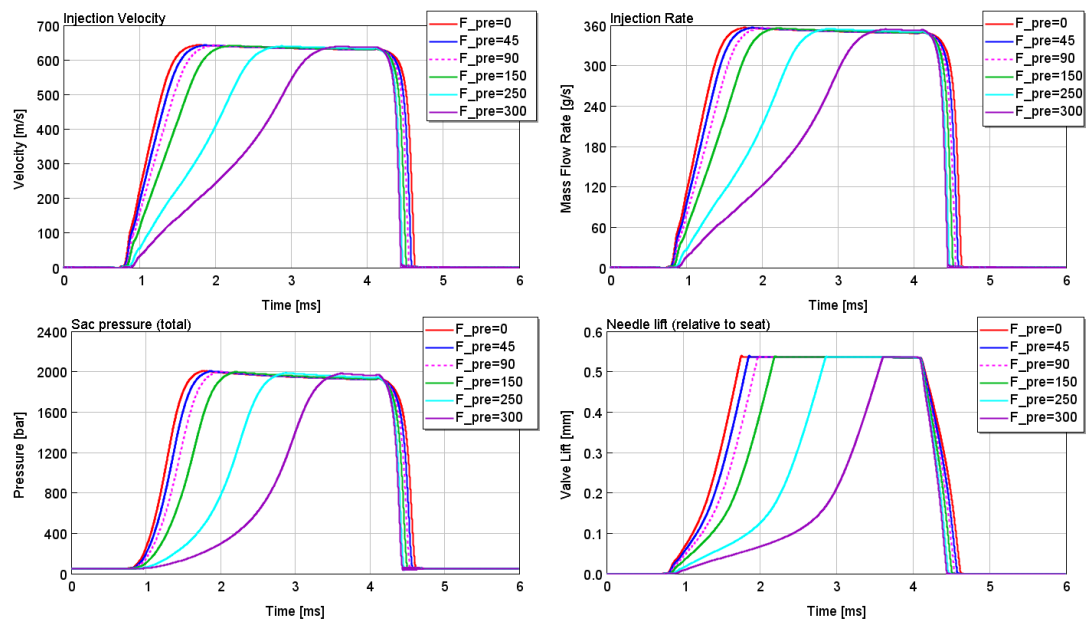 Injection Velocity
700
600
500
400
300
200
100
0
Velocity [m/s]
0 1 2 3 4 5 6
Time [ms]
F_pre=0
F_pre=45
F_pre=90
F_pre=150
F_pre=250
F_pre=300
Injection Rate
360
300
240
180
120
60
0
Mass Flow Rate [g/s]
0 1 2 3 4 5 6
Time [ms]
F_pre=0
F_pre=45
F_pre=90
F_pre=150
F_pre=250
F_pre=300
Sac pressure (total)
2400
2000
1600
1200
800
400
0
Pressure [bar]
0 1 2 3 4 5 6
Time [ms]
F_pre=0
F_pre=45
F_pre=90
F_pre=150
F_pre=250
F_pre=300
Needle lift (relative to seat)
0.6
0.5
0.4
0.3
0.2
0.1
0.0
Valve Lift [mm]
0 1 2 3 4 5 6
Time [ms]
F_pre=0
F_pre=45
F_pre=90
F_pre=150
F_pre=250
F_pre=300